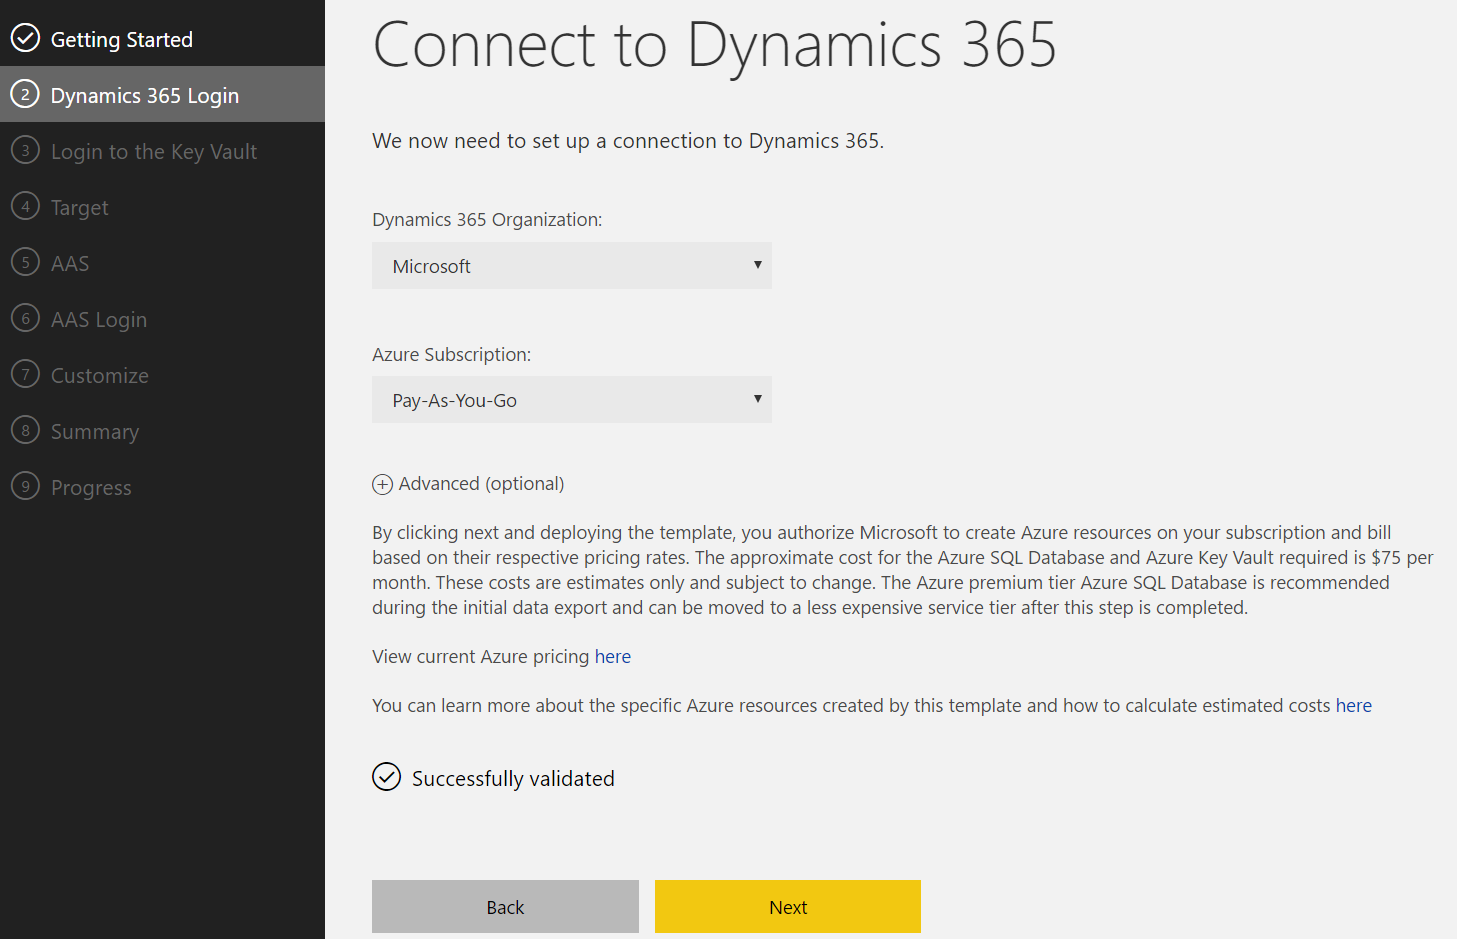 Getting Started
2 Dynamics 365 Login
3 Login to the Key Vault
4 Target
5 AAS
6 AAS Login
7 Customize
8 Summary
9 Progress
Connect to Dynamics 365
We now need to set up a connection to Dynamics 365.
Dynamics 365 Organization:
Microsoft
Azure Subscription:
Pay-As-You-Go
Advanced (optional)
By clicking next and deploying the template, you authorize Microsoft to create Azure resources on your subscription and bill
based on their respective pricing rates. The approximate cost for the Azure SQL Database and Azure Key Vault required is $75 per
month. These costs are estimates only and subject to change. The Azure premium tier Azure SQL Database is recommended
during the initial data export and can be moved to a less expensive service tier after this step is completed.
View current Azure pricing here
You can learn more about the specific Azure resources created by this template and how to calculate estimated costs here
Successfully validated
Back
Next